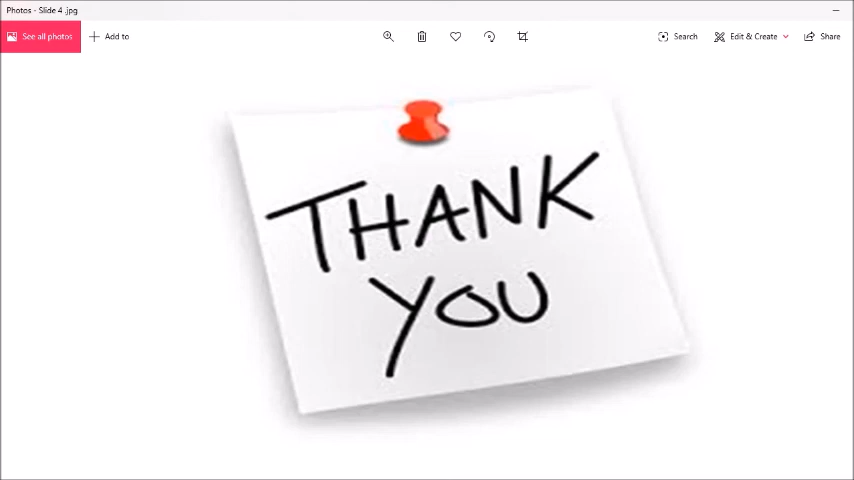 Photos - Slide 4 .jpg
See all photos
Add to
Search
Edit & Create
Share
THANK
YOU